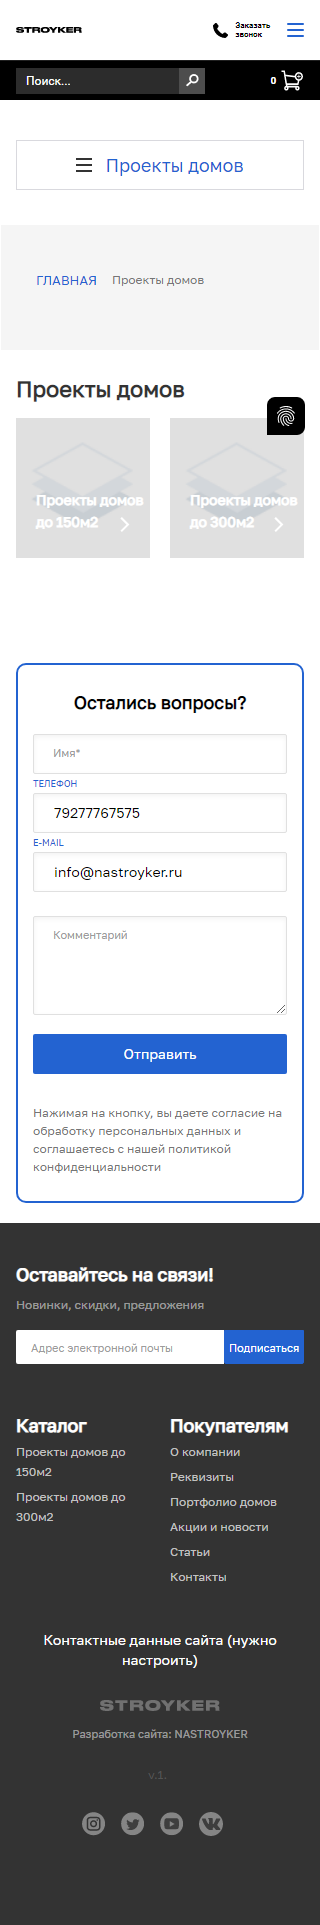 STROYKER
Заказать
звонок
Поиск...
0
Проекты домов
ГЛАВНАЯ Проекты домов
Проекты домов
Проекты домов
до 150м2
Проекты домов
до 300м2
Остались вопросы?
Имя*
ТЕЛЕФОН
79277767575
E-MAIL
info@nastroyker.ru
Комментарий
Отправить
Нажимая на кнопку, вы даете согласие на
обработку персональных данных и
соглашаетесь с нашей политикой
конфиденциальности
Оставайтесь на связи!
Новинки, скидки, предложения
Адрес электронной почты
Подписаться
Каталог
Проекты домов до
150м2
Проекты домов до
300м2
Покупателям
О компании
Реквизиты
Портфолио домов
Акции и новости
Статьи
Контакты
Контактные данные сайта (нужно
настроить)
STROYKER
Разработка сайта: NASTROYKER
v.1.